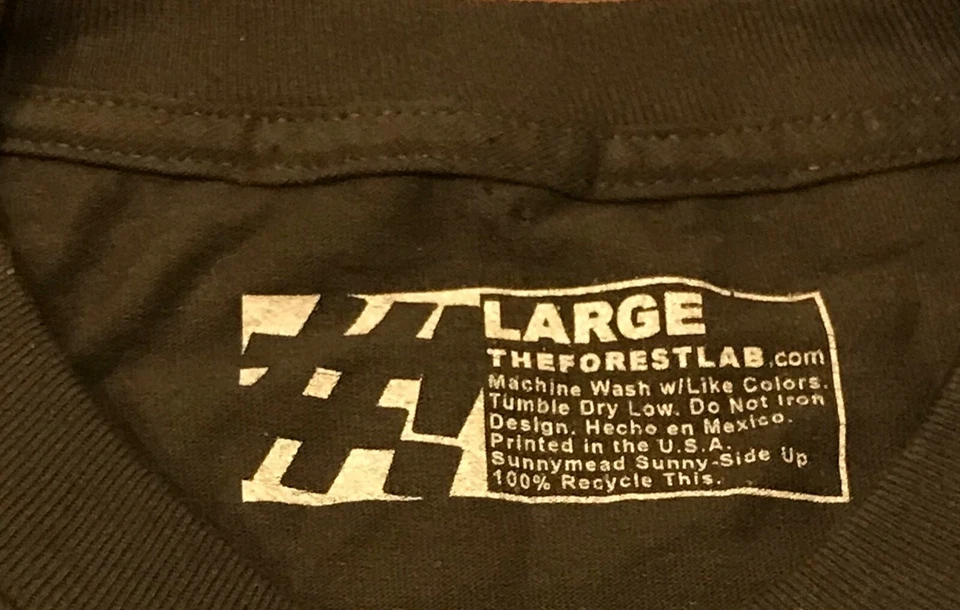 #1
LARGE
THEFORESTLAB.com
Machine Wash w/Like Colors.
Tumble Dry Low. Do Not Iron
Design. Hecho en Mexico.
Printed in the U.S.A.
Sunnymead Sunny-Side Up
100% Recycle This.